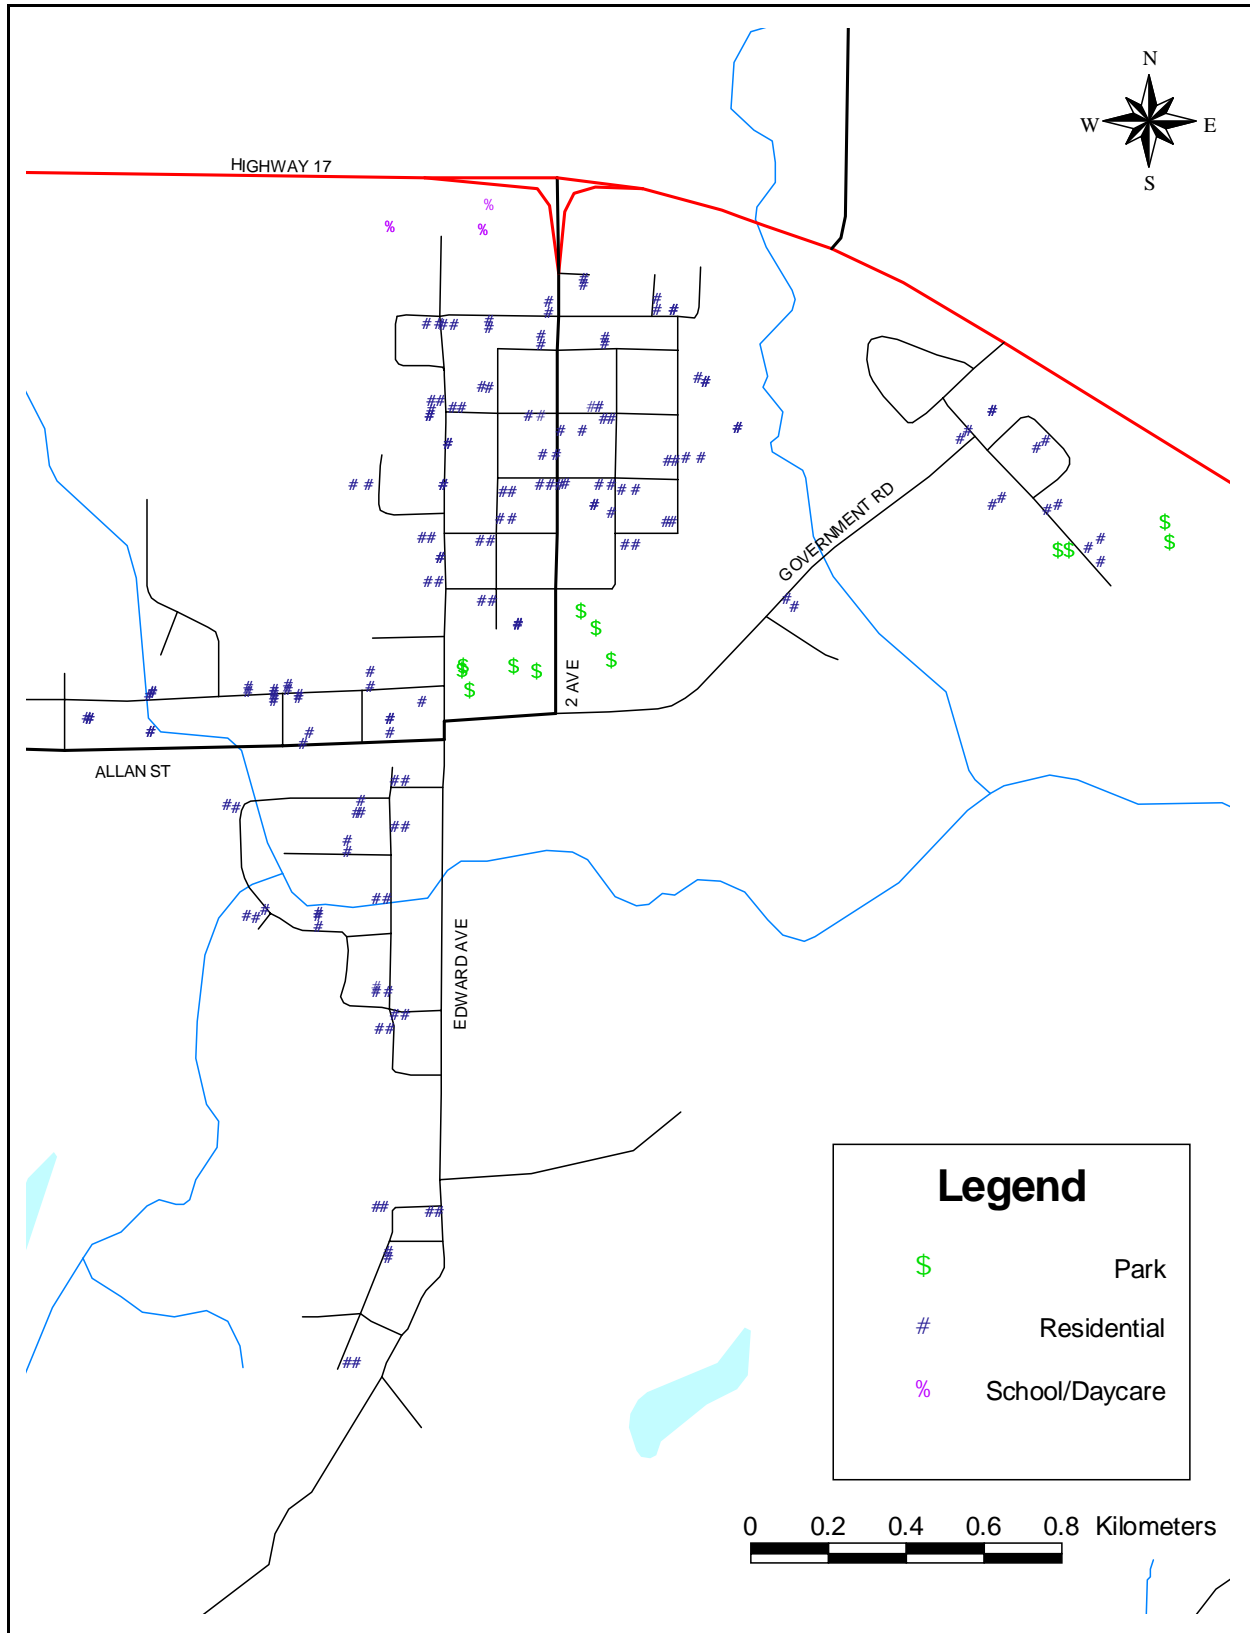 N
W E
S
HIGHWAY 17
GOVERNMENT RD
2 AVE
ALLAN ST
EDWARD AVE
Legend
$ Park
# Residential
% School/Daycare
0 0.2 0.4 0.6 0.8 Kilometers